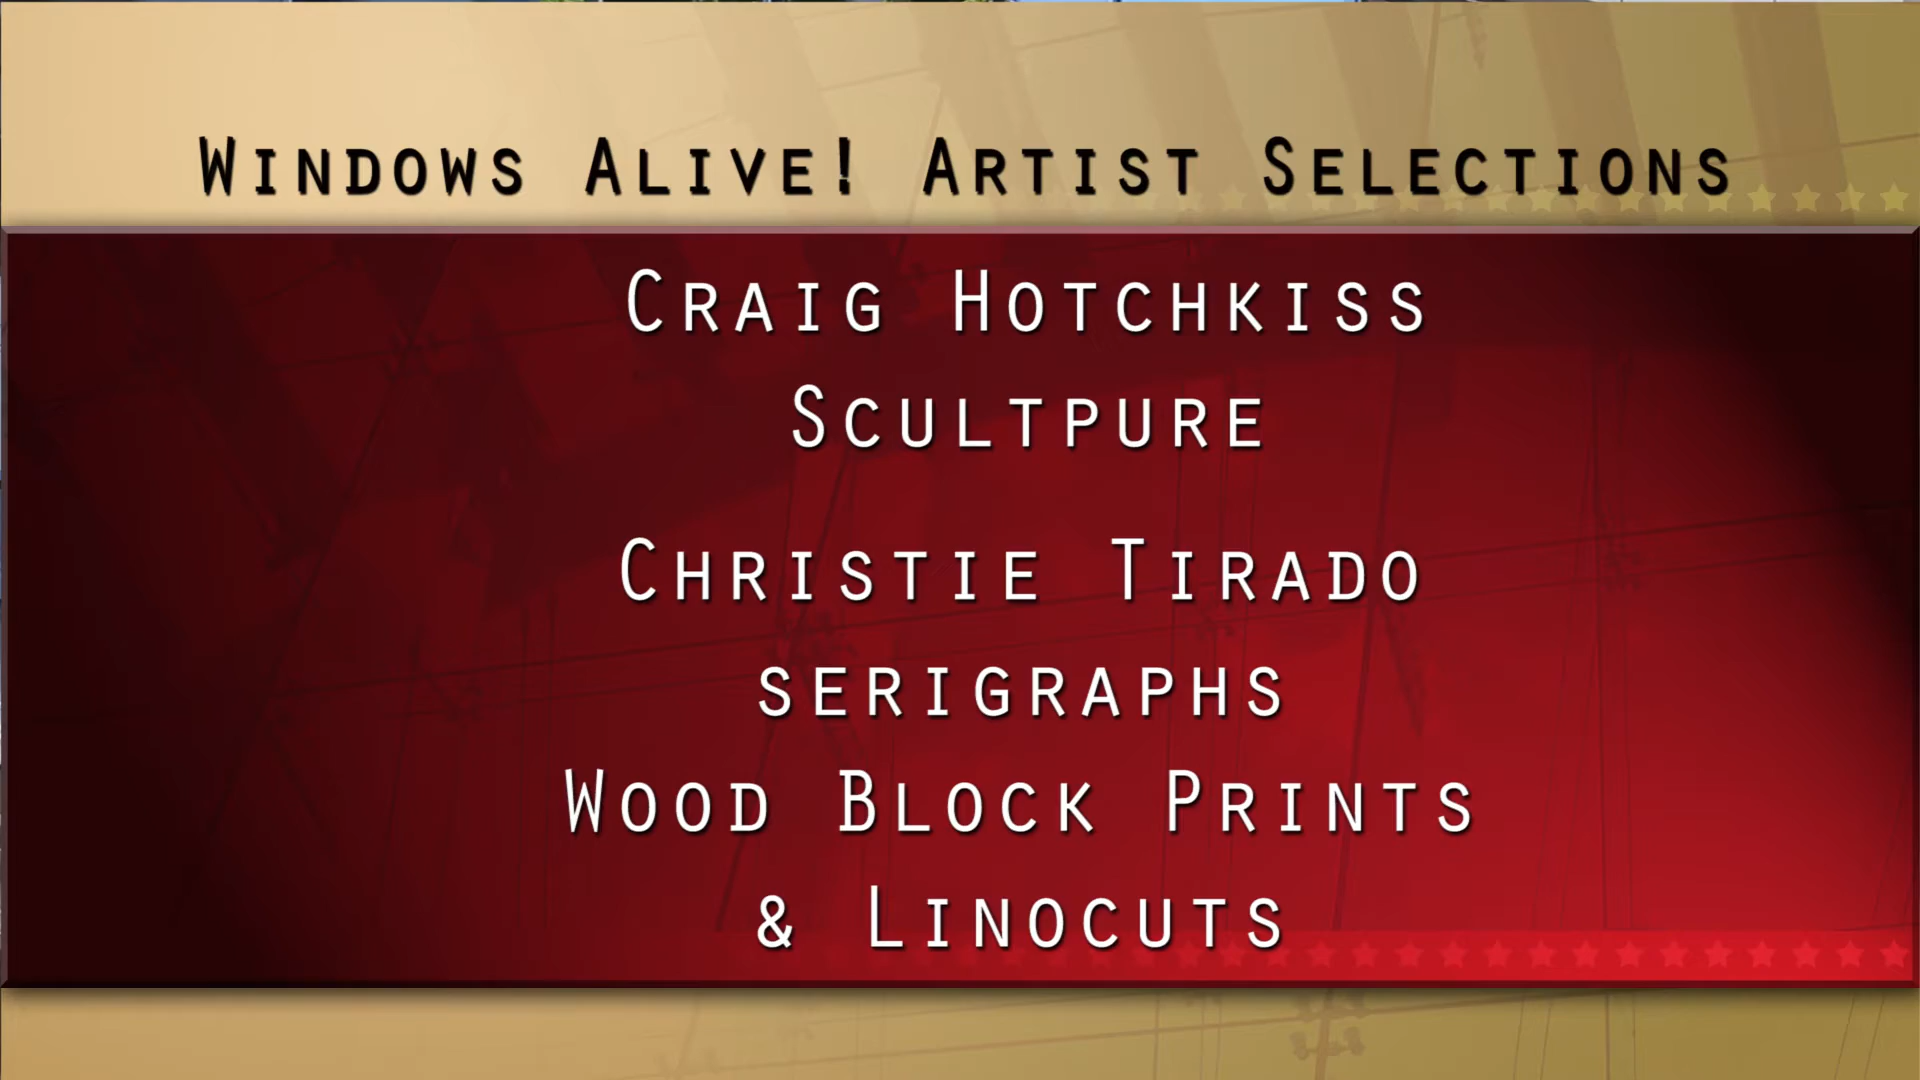 Windows Alive! Artist Selections
Craig Hotchkiss
Scultpure
Christie Tirado
serigraphs
Wood Block Prints
& Linocuts